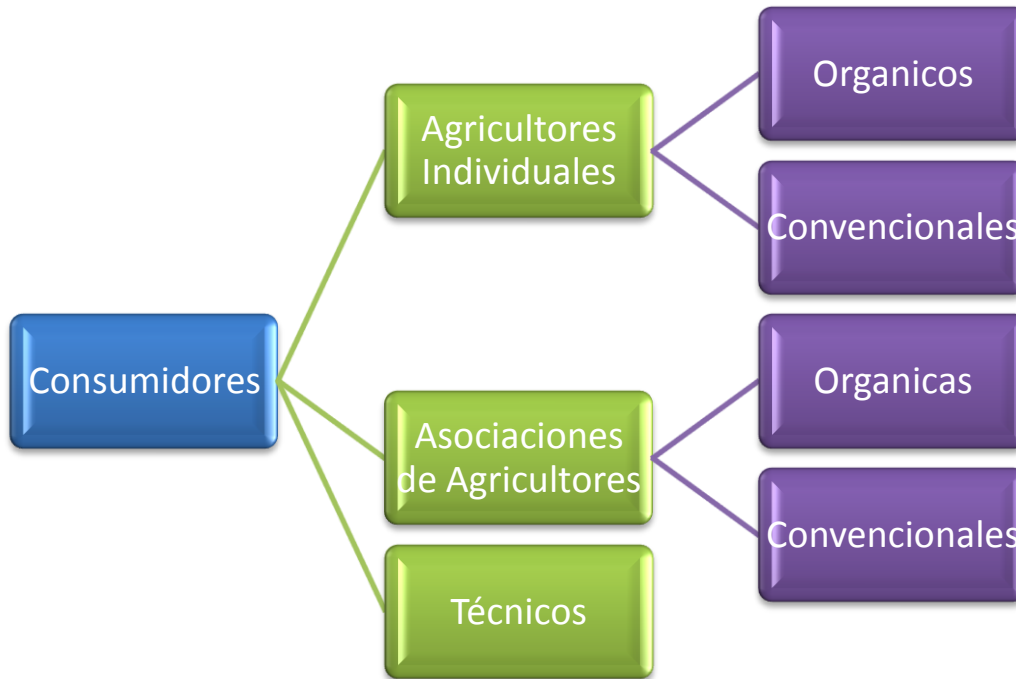 Consumidores
Agricultores
Individuales
Organicos
Convencionales
Asociaciones
de Agricultores
Organicas
Convencionales
Técnicos